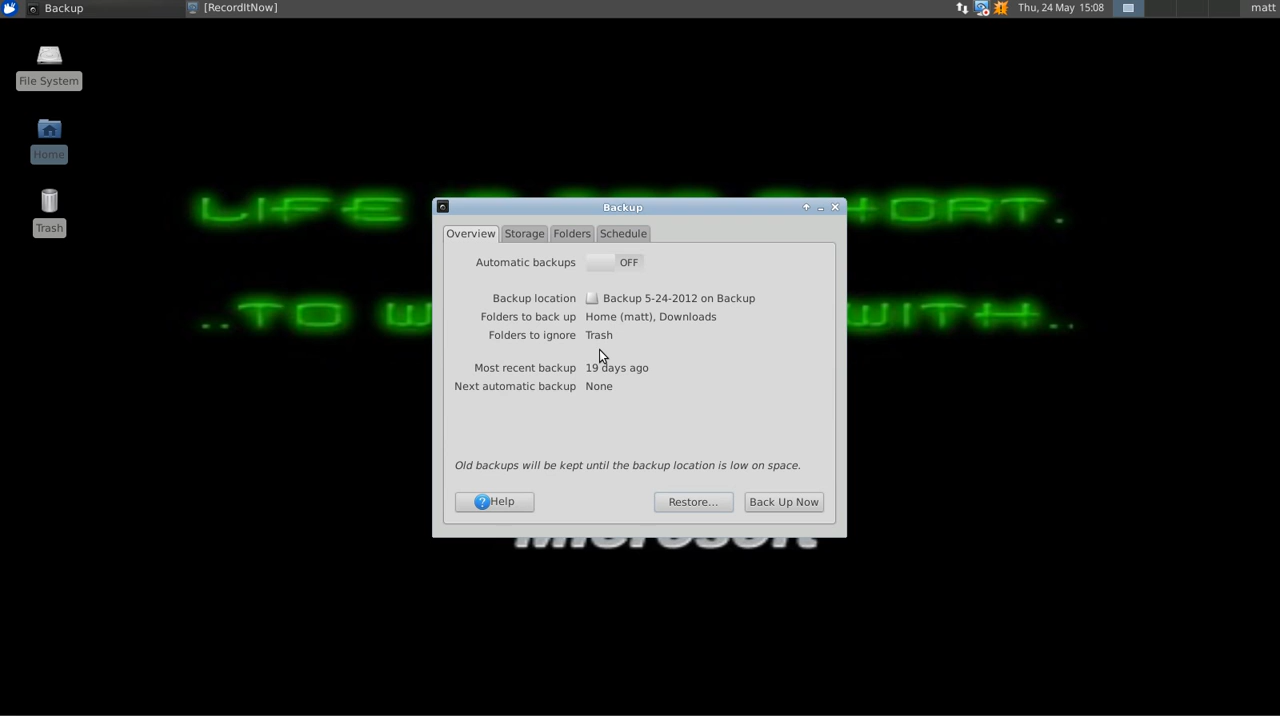 Backup
[RecordItNow]
Thu, 24 May 15:08
matt
File System
Home
Trash
LIFE
HORT.
..TO W
WITH..
Backup
Overview Storage Folders Schedule
Automatic backups OFF
Backup location Backup 5-24-2012 on Backup
Folders to back up Home (matt), Downloads
Folders to ignore Trash
Most recent backup 19 days ago
Next automatic backup None
Old backups will be kept until the backup location is low on space.
Help Restore... Back Up Now
Microsoft